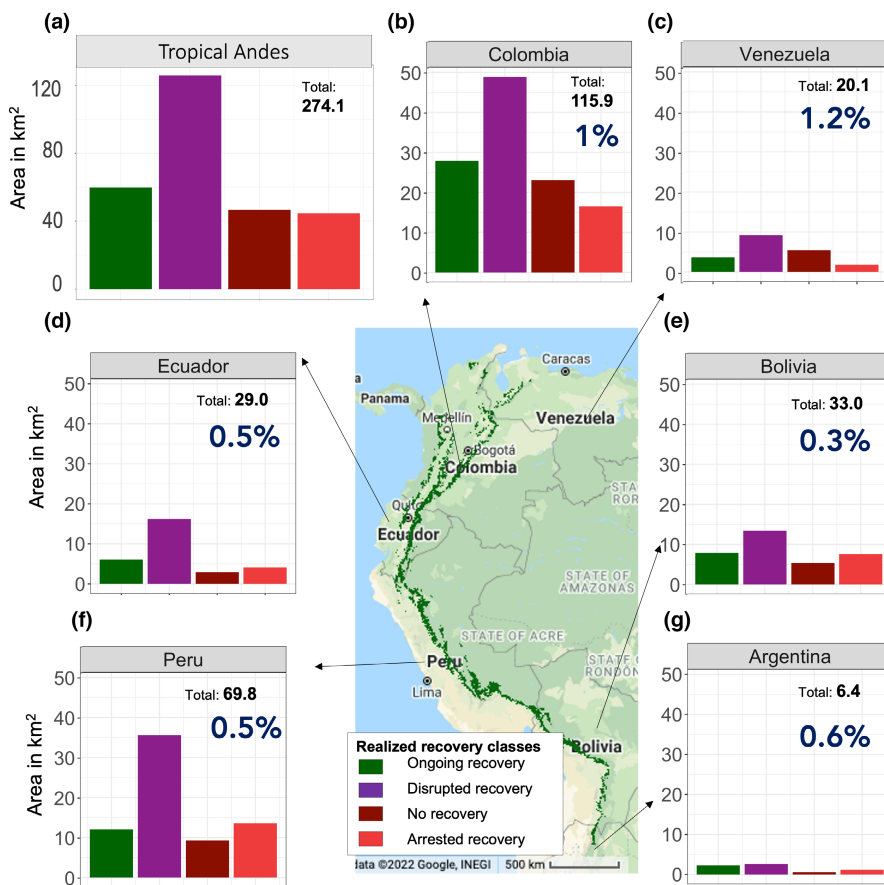 (a)
Tropical Andes
Total:
274.1
Area in km²
120
80
40
0
(b)
Colombia
Total:
115.9
1%
50
40
30
20
10
0
(c)
Venezuela
Total: 20.1
1.2%
50
40
30
20
10
0
(d)
Ecuador
Total: 29.0
0.5%
Area in km²
50
40
30
20
10
0
(e)
Bolivia
Total: 33.0
0.3%
50
40
30
20
10
0
(f)
Peru
Total: 69.8
0.5%
Area in km²
50
40
30
20
10
0
(g)
Argentina
Total: 6.4
0.6%
50
40
30
20
10
0
a
Panama
Caracas
Medellín
Venezuela
Bogotá
Colombia
STA
ROR
Quito
Ecuador
STATE OF
AMAZONAS
STATE OF ACRE
Peru
STATE O
RONDÔN
Lima
Bolivia
Realized recovery classes
Ongoing recovery
Disrupted recovery
No recovery
Arrested recovery
data ©2022 Google, INEGI
500 km